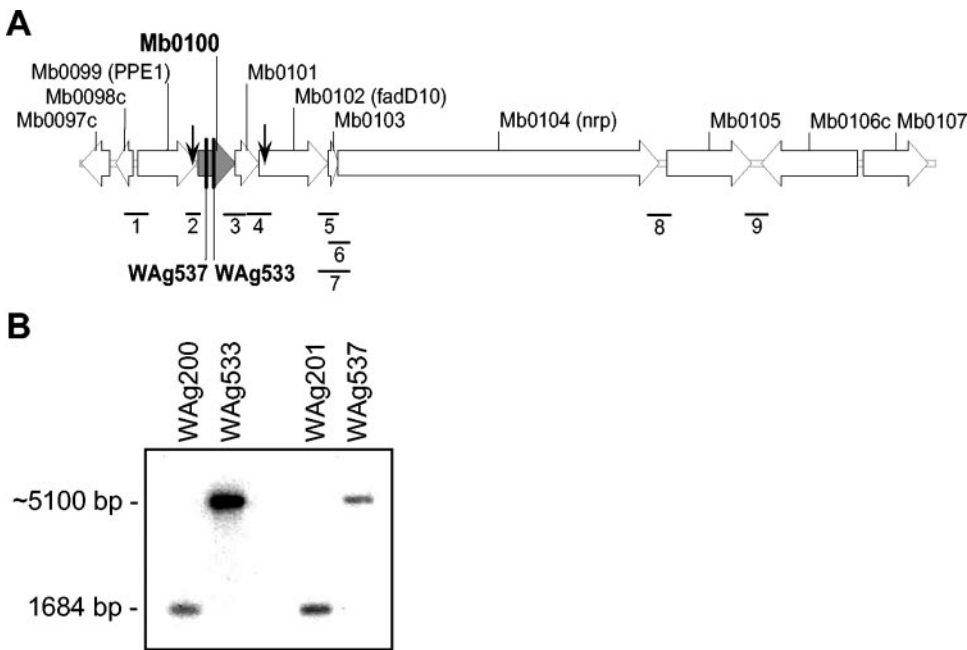 A
Mb0100
Mb0099 (PPE1)
Mb0101
Mb0098c
Mb0102 (fadD10)
Mb0097c
Mb0103
Mb0104 (nrp)
Mb0105
Mb0106c
Mb0107
1
2
3
4
5
8
9
6
WAg537
WAg533
7
B
WAg200
WAg533
WAg201
WAg537
~5100 bp -
1684 bp -